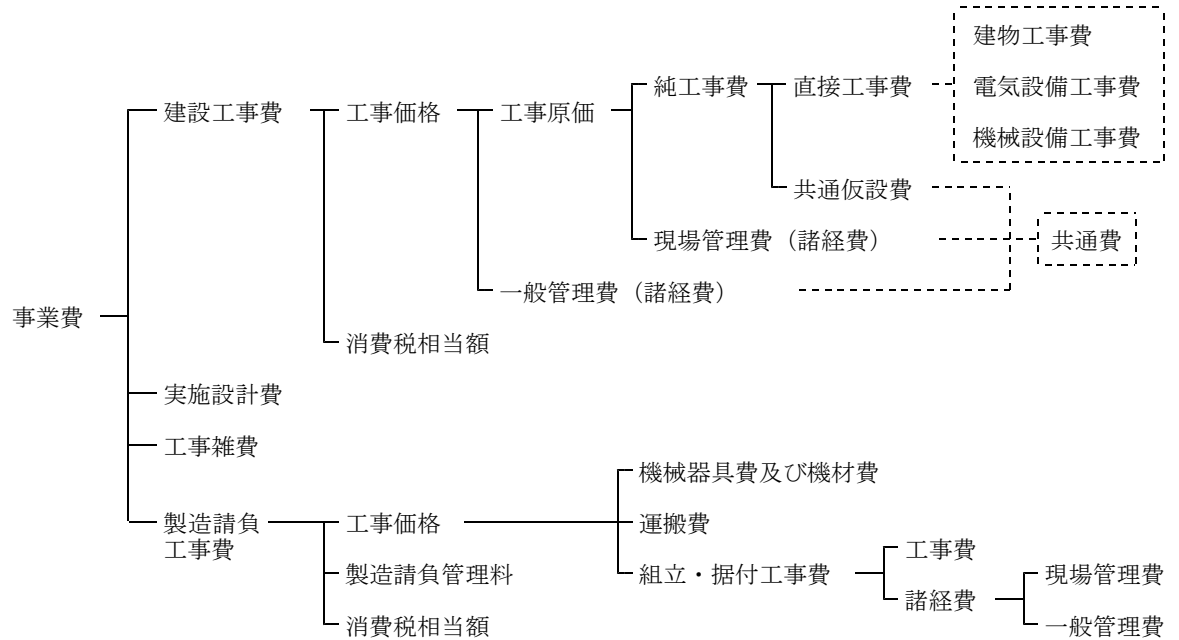 建物工事費
純工事費
直接工事費
電気設備工事費
建設工事費
工事価格
工事原価
機械設備工事費
共通仮設費
現場管理費（諸経費）
共通費
一般管理費（諸経費）
事業費
消費税相当額
実施設計費
工事雑費
機械器具費及び機材費
製造請負
工事費
工事価格
運搬費
工事費
製造請負管理料
組立・据付工事費
現場管理費
諸経費
消費税相当額
一般管理費